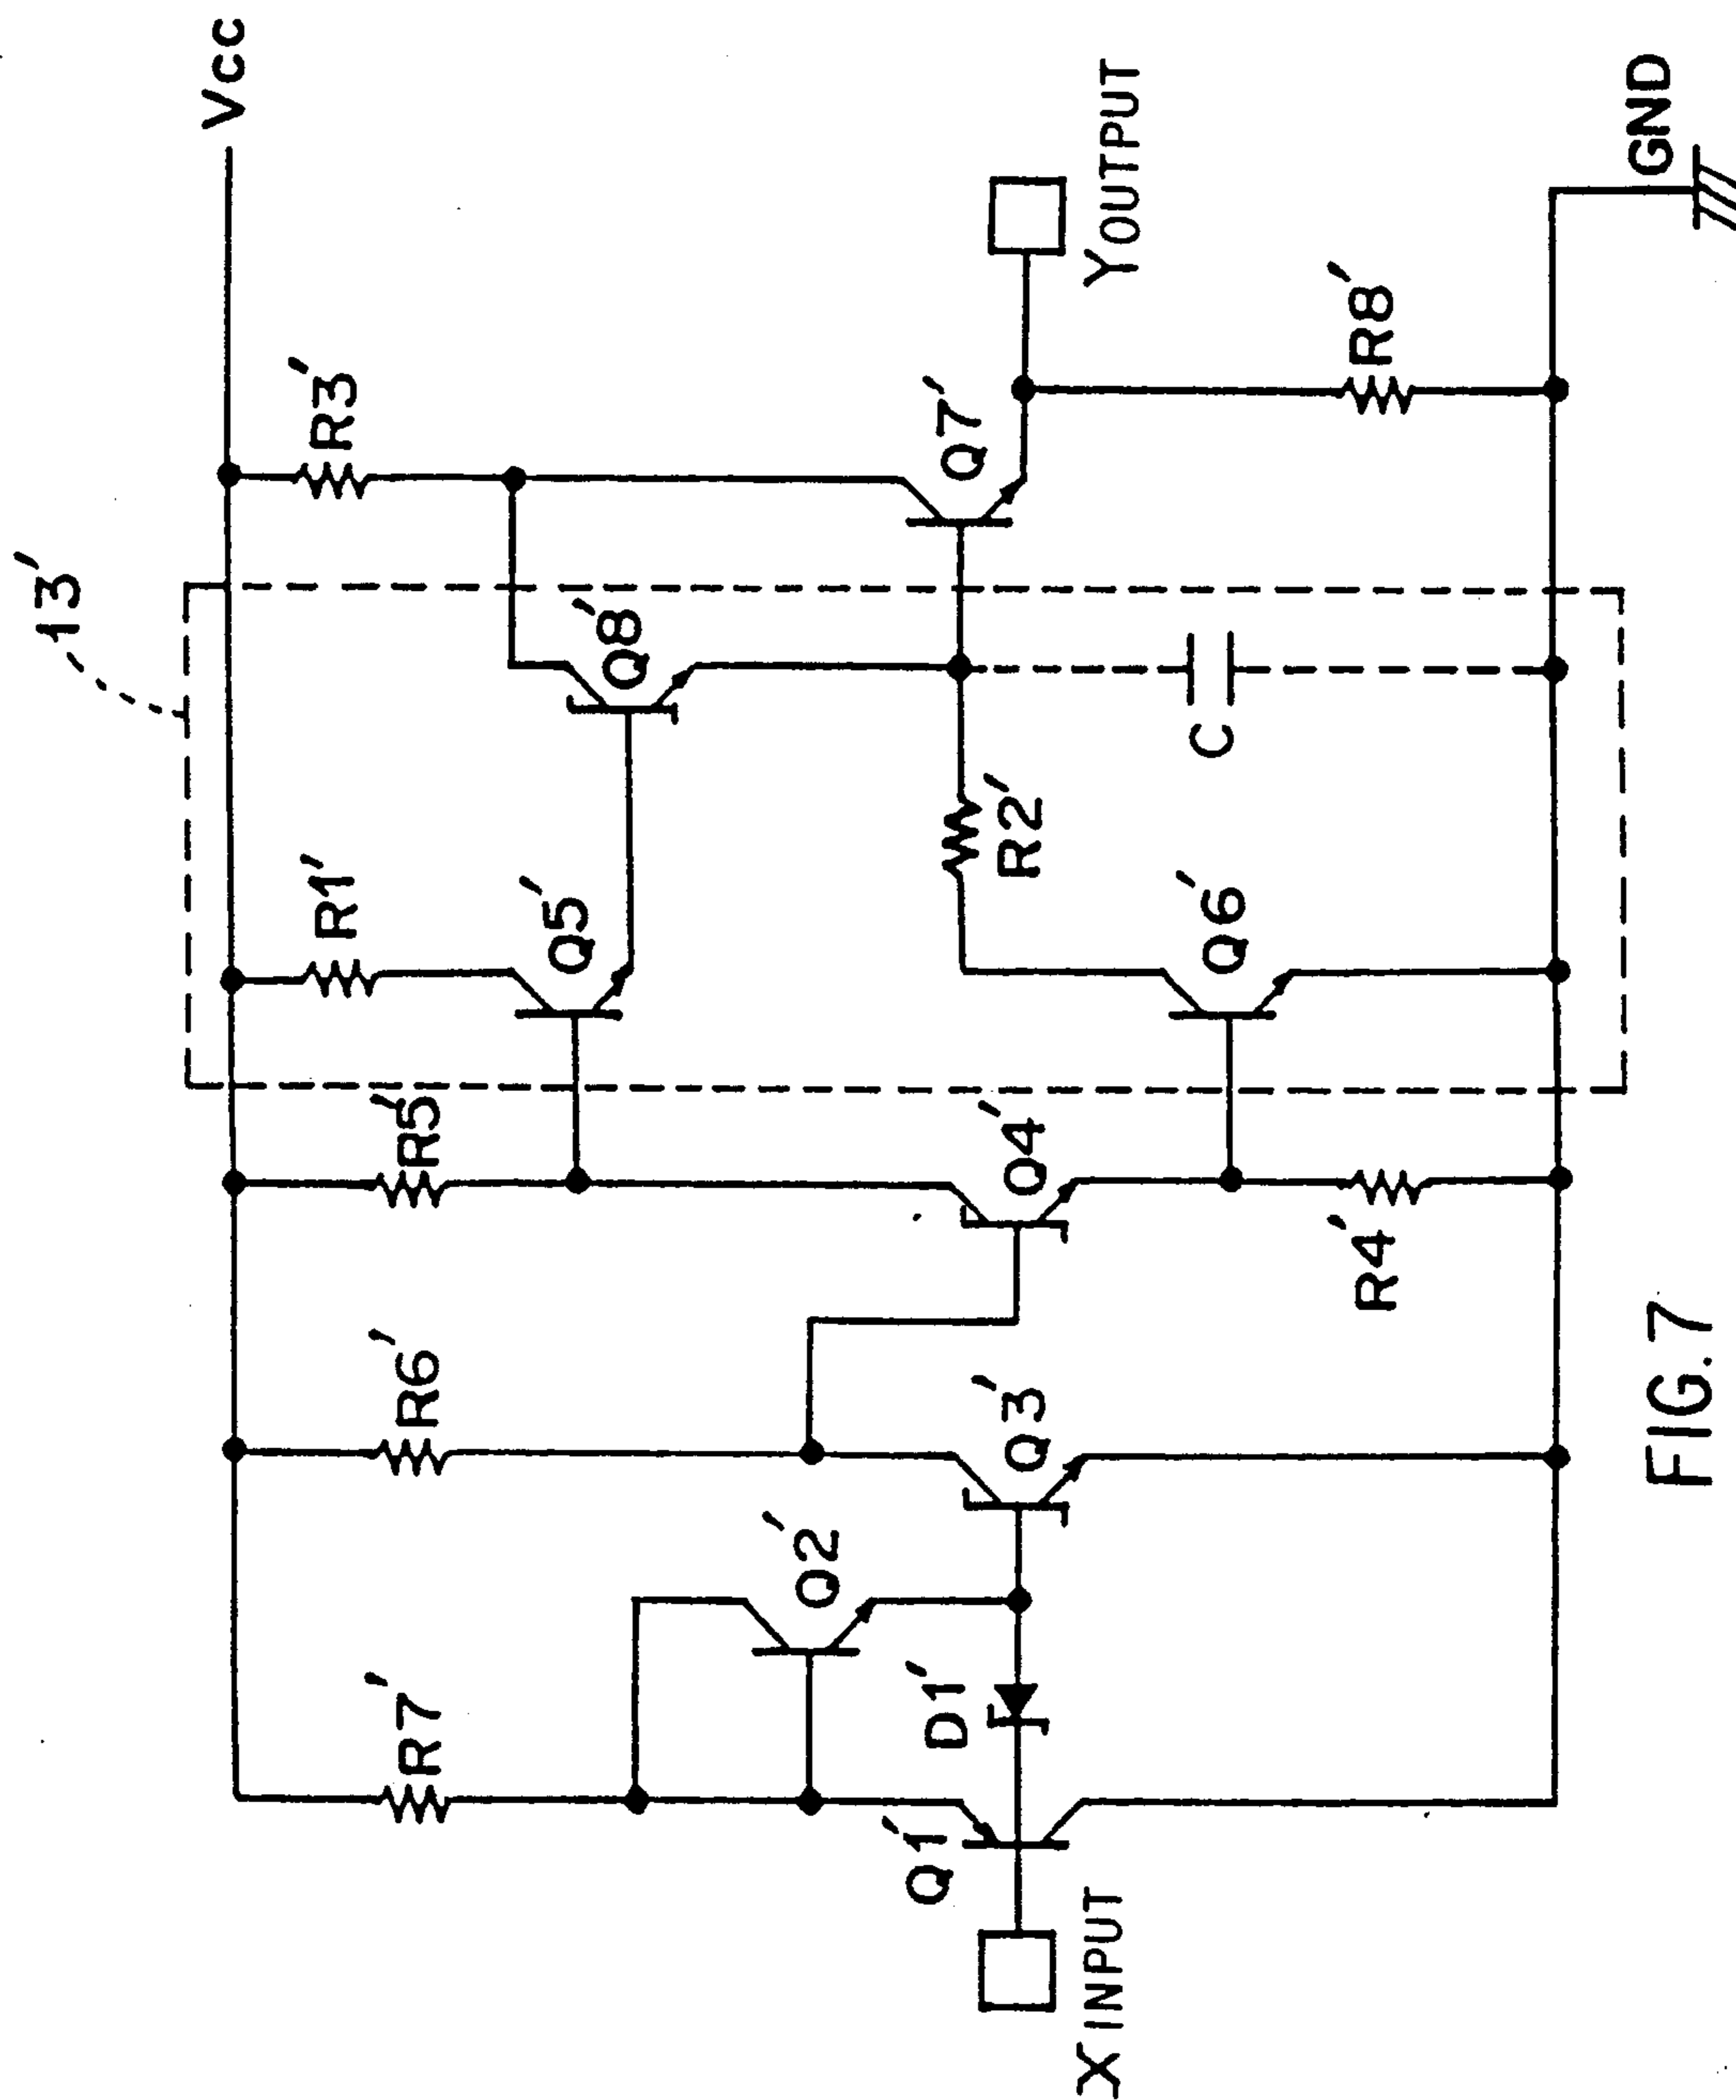 13'
Vcc
R7'
R6'
R5'
R1'
R3'
Q5'
Q8'
Q2'
Q1'
D1'
Q3'
Q4'
R2'
Q7'
X INPUT
Y OUTPUT
Q6'
C
R4'
R8'
GND
FIG.7